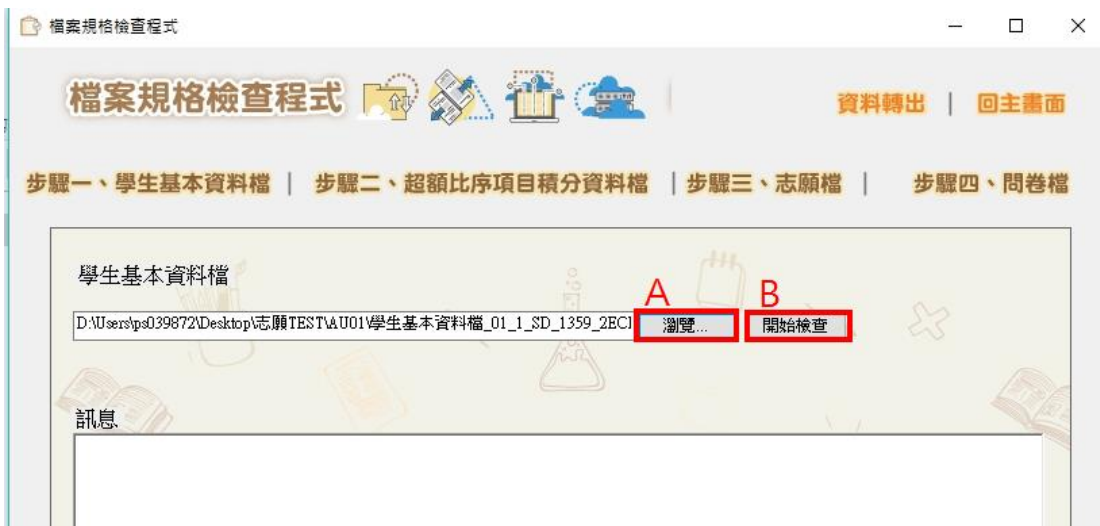 檔案規格檢查程式
檔案規格檢查程式
資料轉出 | 回主畫面
步驟一、學生基本資料檔 | 步驟二、超額比序項目積分資料檔 | 步驟三、志願檔 | 步驟四、問卷檔
學生基本資料檔
A B
D:\Users\ps039872\Desktop\志願TEST\AU01\學生基本資料檔_01_1_SD_1359_2EC 瀏覽... 開始檢查
訊息